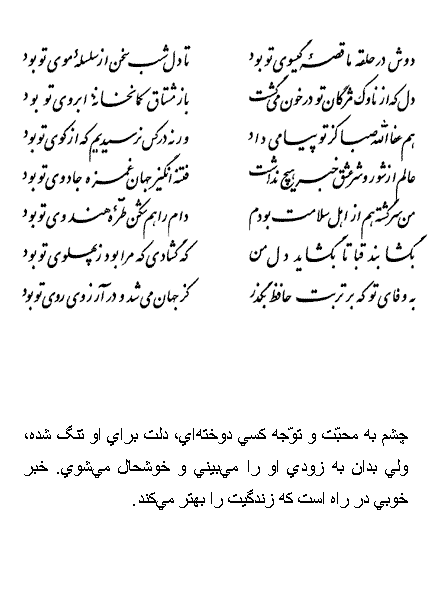 دوش در حلقه ما قصّه گیسوی تو بود تا دل شب سخن از سلسله موی تو بود
دل که از ناوک مژگان تو در خون می‌گشت باز مشتاق کمانخانه ابروی تو بود
هم عفاالله صبا کز تو پیامی داد ورنه در کس نرسیدیم که از کوی تو بود
عالم از شور و شر عشق خبر هیچ نداشت فتنه انگیز جهان غمزه جادوی تو بود
من سرگشته هم از اهل سلامت بودم دام راهم شکن طرّه هندوی تو بود
بگشا بند قبا تا بگشاید دل من که گشادی که مرا بود ز پهلوی تو بود
به وفای تو که بر تربت حافظ بگذر کز جهان می‌شد و در آرزوی روی تو بود
چشم به محبّت و توّجه کسي دوخته‌اي، دلت براي او تنگ شده،
ولي بدان به زودي او را مي‌بيني و خوشحال مي‌شوي. خبر
خوبي در راه است که زندگيت را بهتر مي‌کند.